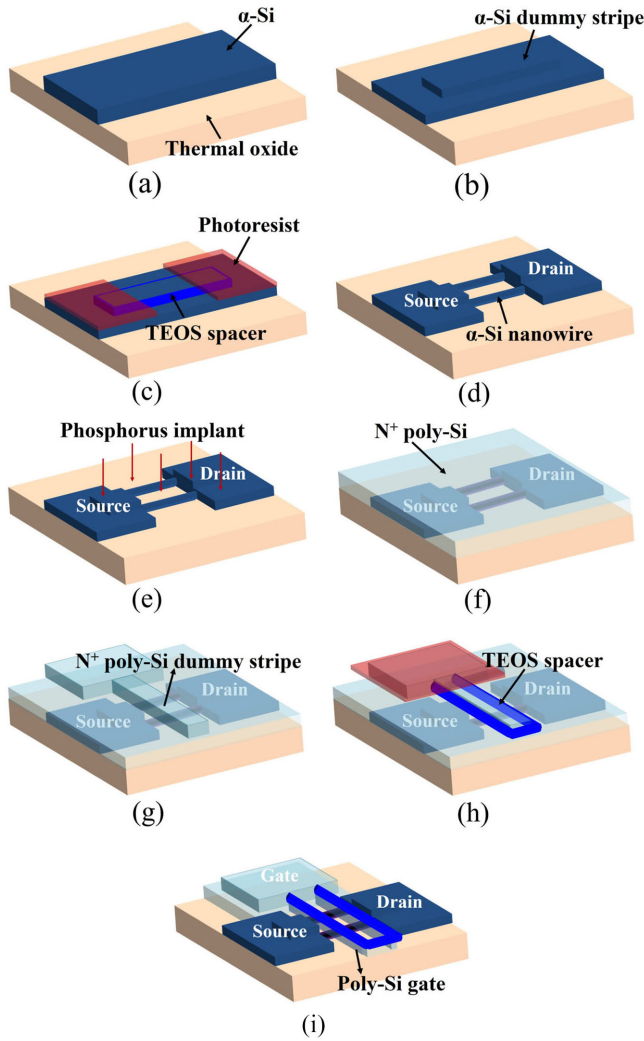 α-Si
Thermal oxide
(a)
α-Si dummy stripe
(b)
Photoresist
TEOS spacer
(c)
Drain
Source
α-Si nanowire
(d)
Phosphorus implant
Drain
Source
(e)
N⁺ poly-Si
Drain
Source
(f)
N⁺ poly-Si dummy stripe
Drain
Source
(g)
TEOS spacer
Drain
Source
(h)
Gate
Drain
Source
Poly-Si gate
(i)